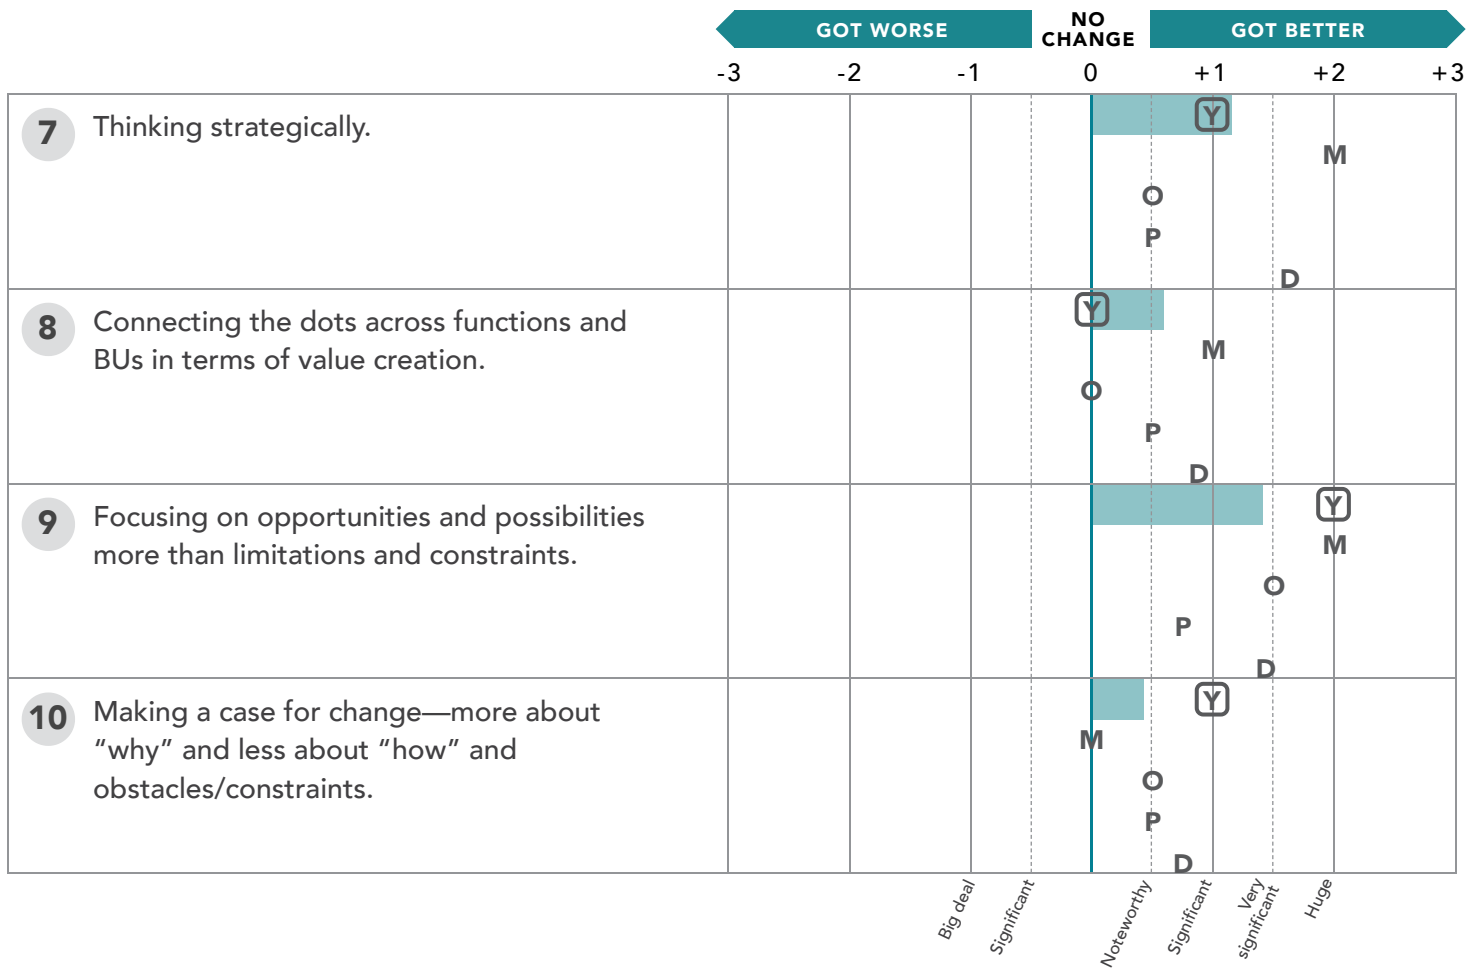 GOT WORSE
NO
CHANGE
GOT BETTER
-3 -2 -1 0 +1 +2 +3
7 Thinking strategically.
Y
M
O
P
D
8 Connecting the dots across functions and
BUs in terms of value creation.
Y
M
O
P
D
9 Focusing on opportunities and possibilities
more than limitations and constraints.
Y
M
O
P
D
10 Making a case for change—more about
“why” and less about “how” and
obstacles/constraints.
Y
M
O
P
D
Big deal
Significant
Noteworthy
Significant
Very
significant
Huge